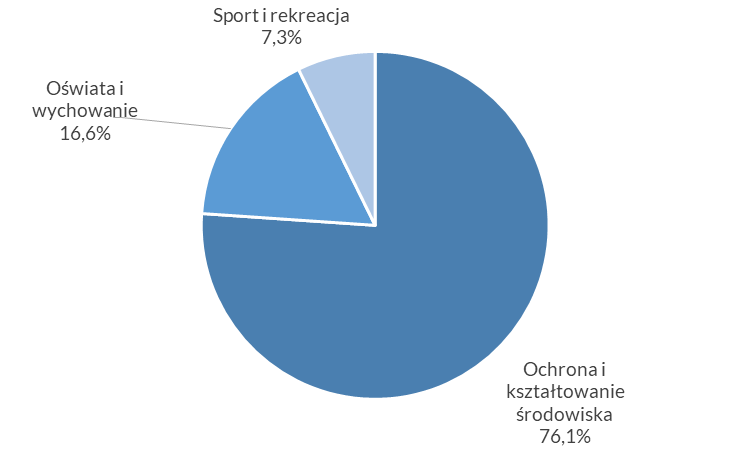 Sport i rekreacja
7,3%
Oświata i
wychowanie
16,6%
Ochrona i
kształtowanie
środowiska
76,1%